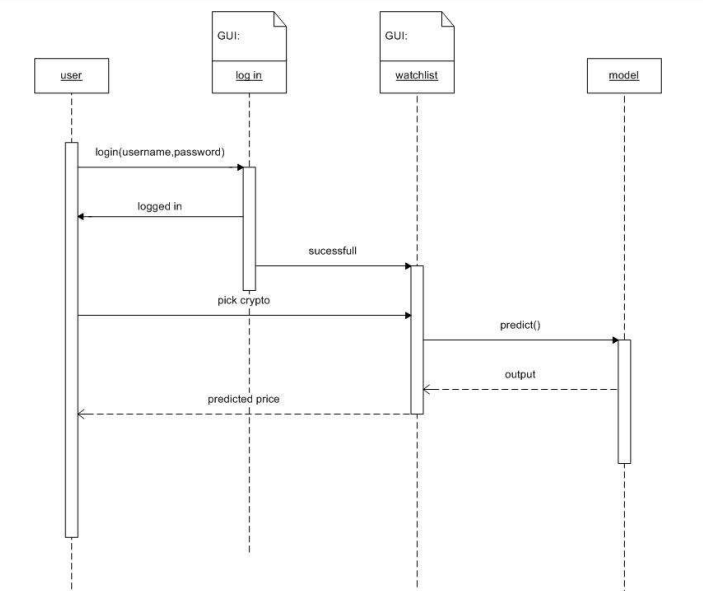 GUI:
GUI:
user
log in
watchlist
model
login(username,password)
logged in
sucessfull
pick crypto
predict()
output
predicted price